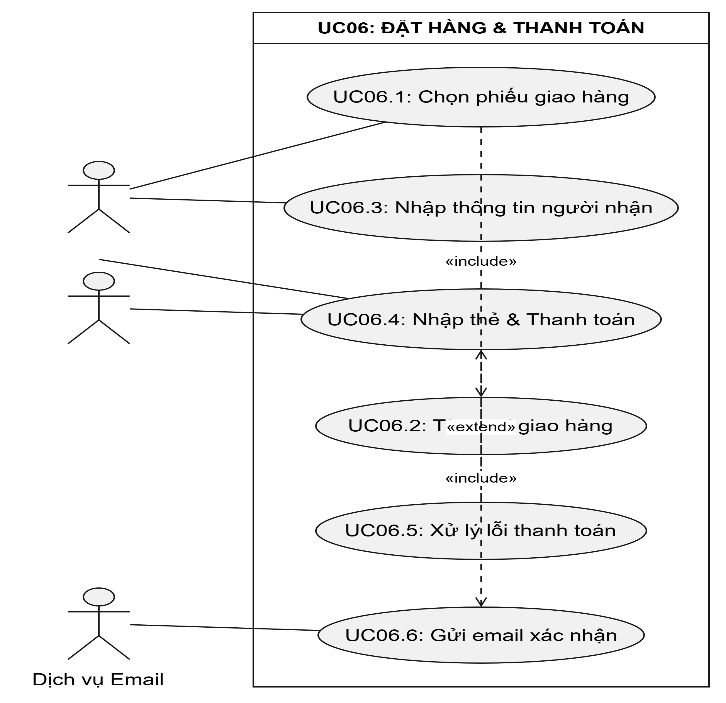 UC06: ĐẶT HÀNG & THANH TOÁN
UC06.1: Chọn phiếu giao hàng
UC06.3: Nhập thông tin người nhận
«include»
UC06.4: Nhập thẻ & Thanh toán
UC06.2: T
«extend»
giao hàng
«include»
UC06.5: Xử lý lỗi thanh toán
UC06.6: Gửi email xác nhận
Dịch vụ Email